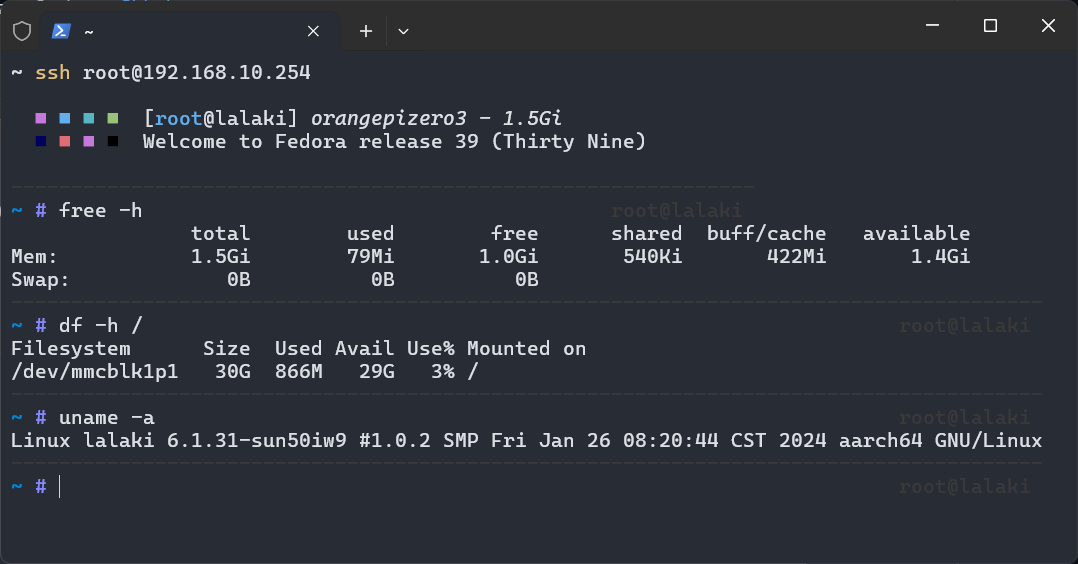 ~
~ ssh root@192.168.10.254
[root@lalaki] orangepizero3 - 1.5Gi
Welcome to Fedora release 39 (Thirty Nine)
~ # free -h root@lalaki
total used free shared buff/cache available
Mem: 1.5Gi 79Mi 1.0Gi 540Ki 422Mi 1.4Gi
Swap: 0B 0B 0B
~ # df -h / root@lalaki
Filesystem Size Used Avail Use% Mounted on
/dev/mmcblk1p1 30G 866M 29G 3% /
~ # uname -a root@lalaki
Linux lalaki 6.1.31-sun50iw9 #1.0.2 SMP Fri Jan 26 08:20:44 CST 2024 aarch64 GNU/Linux
~ # root@lalaki